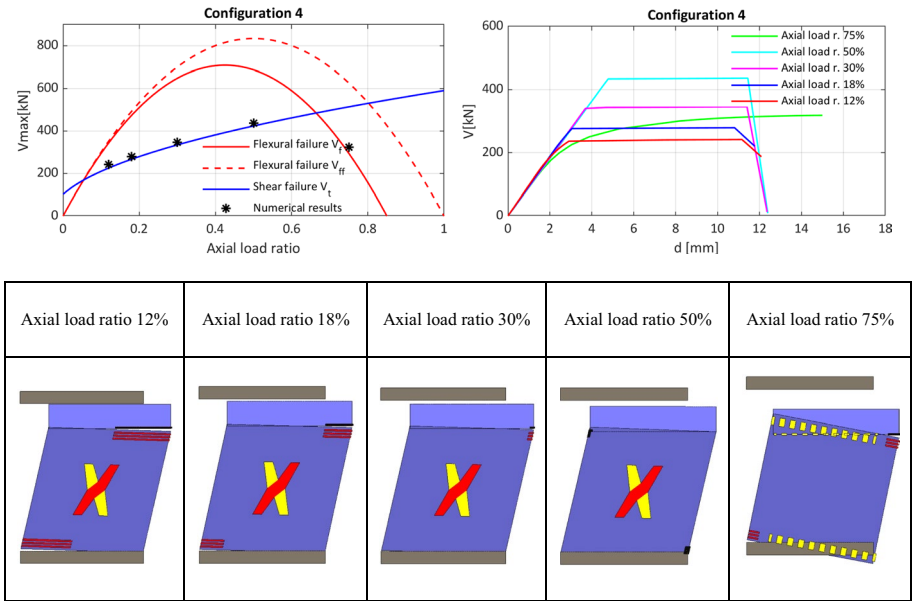 Configuration 4
Vmax[kN]
800
600
400
200
0
0
0.2
0.4
0.6
0.8
1
Axial load ratio
Flexural failure V_f
Flexural failure V_ff
Shear failure V_t
Numerical results
Configuration 4
V[kN]
600
400
200
0
0
2
4
6
8
10
12
14
16
18
d [mm]
Axial load r. 75%
Axial load r. 50%
Axial load r. 30%
Axial load r. 18%
Axial load r. 12%
Axial load ratio 12%
Axial load ratio 18%
Axial load ratio 30%
Axial load ratio 50%
Axial load ratio 75%